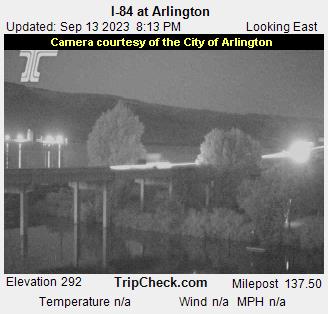 I-84 at Arlington
Updated: Sep 13 2023 8:13 PM Looking East
Camera courtesy of the City of Arlington
Elevation 292 TripCheck.com Milepost 137.50
Temperature n/a Wind n/a MPH n/a